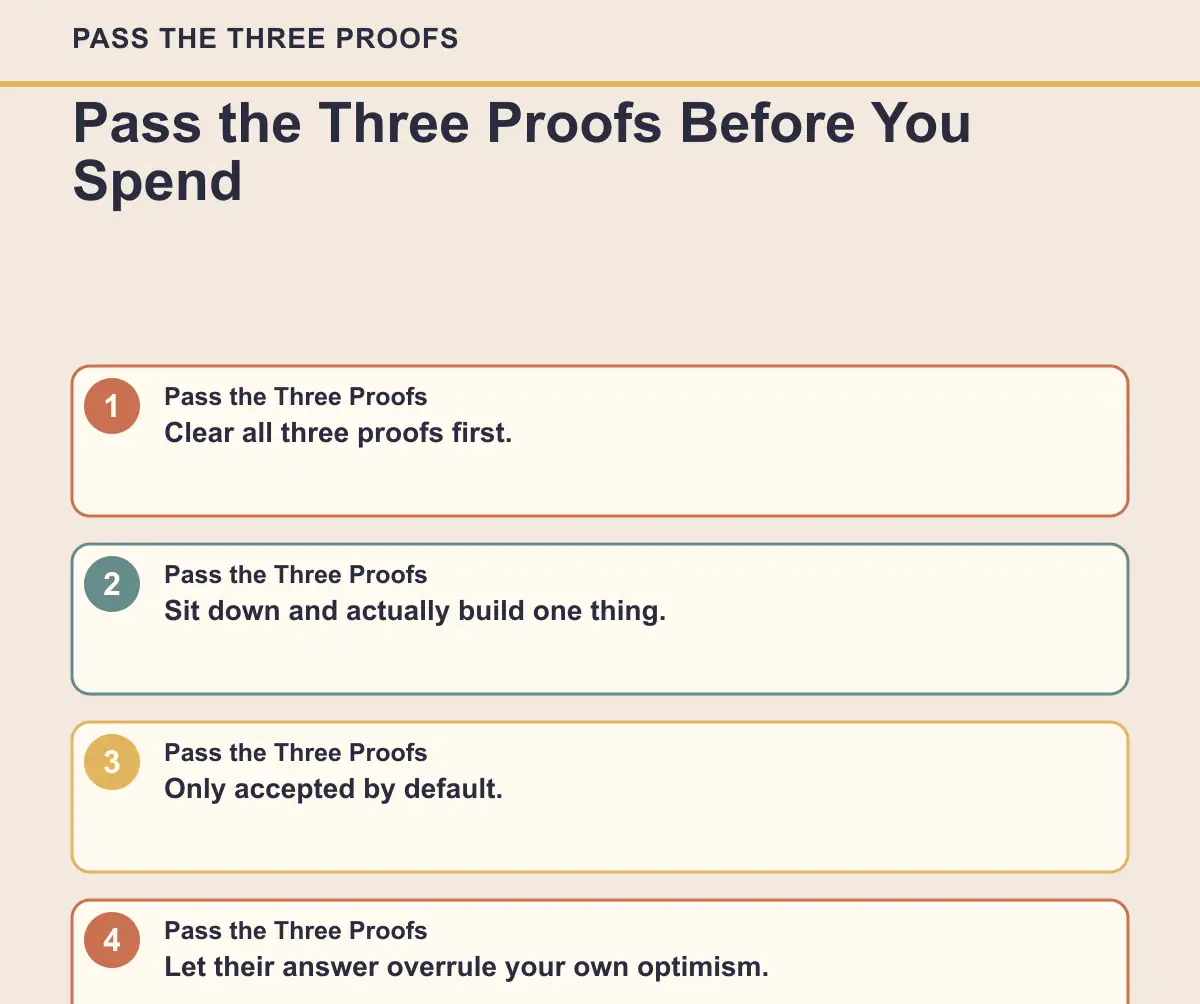 PASS THE THREE PROOFS
Pass the Three Proofs Before You
Spend
1
Pass the Three Proofs
Clear all three proofs first.
2
Pass the Three Proofs
Sit down and actually build one thing.
3
Pass the Three Proofs
Only accepted by default.
4
Pass the Three Proofs
Let their answer overrule your own optimism.